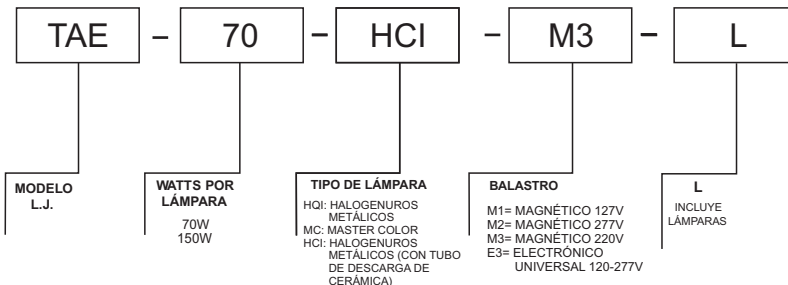 TAE – 70 – HCI – M3 – L
MODELO
L.J.
WATTS POR
LÁMPARA
70W
150W
TIPO DE LÁMPARA
HQI: HALOGENUROS
METÁLICOS
MC: MASTER COLOR
HCI: HALOGENUROS
METÁLICOS (CON TUBO
DE DESCARGA DE
CERÁMICA)
BALASTRO
M1= MAGNÉTICO 127V
M2= MAGNÉTICO 277V
M3= MAGNÉTICO 220V
E3= ELECTRÓNICO
UNIVERSAL 120-277V
L
INCLUYE
LÁMPARAS